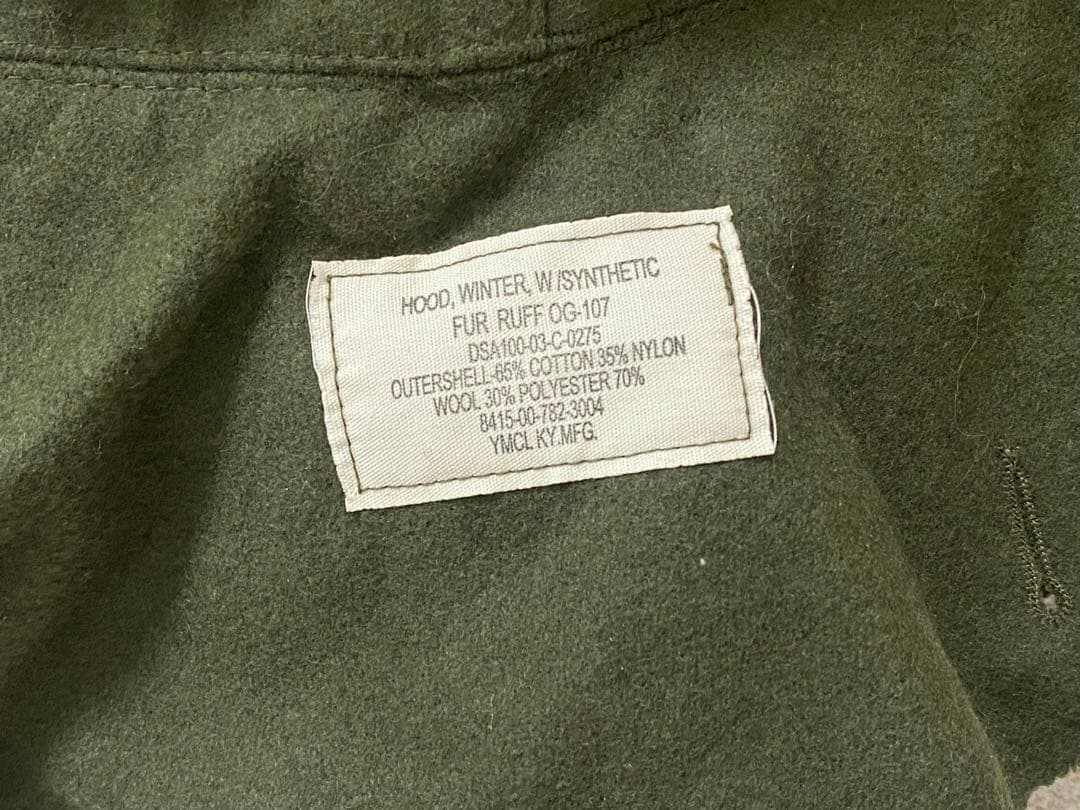 HOOD, WINTER, W/SYNTHETIC
FUR RUFF OG-107
DSA100-03-C-0275
OUTERSHELL-65% COTTON 35% NYLON
WOOL 30% POLYESTER 70%
8415-00-782-3004
YMCL KY.MFG.